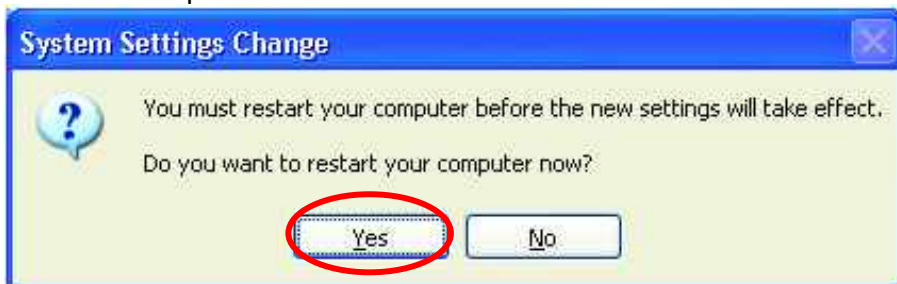 System Settings Change
You must restart your computer before the new settings will take effect.
Do you want to restart your computer now?
Yes
No